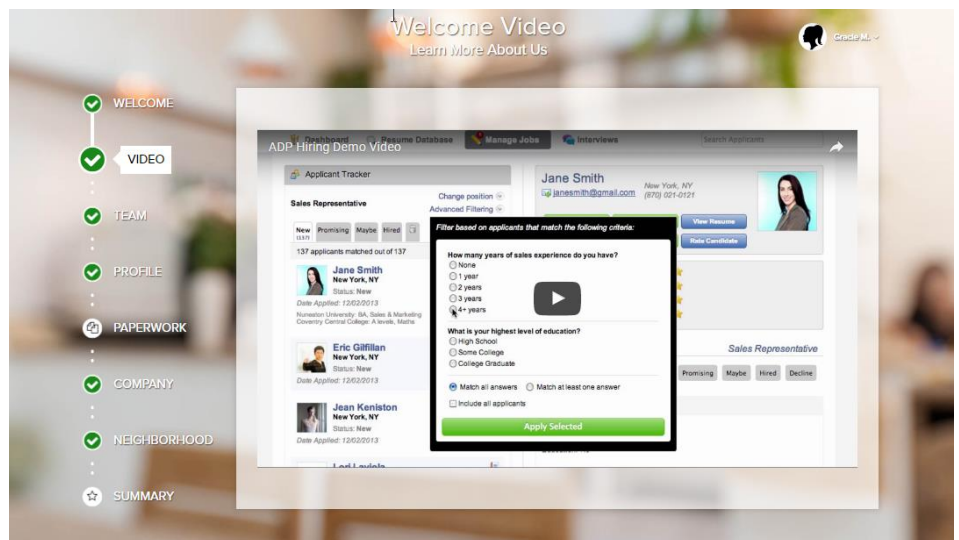 Welcome Video
Learn More About Us
Gracie M.
WELCOME
VIDEO
TEAM
PROFILE
PAPERWORK
COMPANY
NEIGHBORHOOD
SUMMARY
ADP Hiring Demo Video
Dashboard Resume Database Manage Jobs Interviews Search Applicants
Applicant Tracker
Sales Representative
Change position
Advanced Filtering
New Promising Maybe Hired
137 applicants matched out of 137
Jane Smith
New York, NY
Status: New
Date Applied: 12/02/2013
Nuneaton University: BA, Sales & Marketing
Coventry Central College: A levels, Maths
Eric Gilfillan
New York, NY
Status: New
Date Applied: 12/02/2013
Jean Keniston
New York, NY
Status: New
Date Applied: 12/02/2013
Lori Laviola
Jane Smith
janesmith@gmail.com
New York, NY
(870) 021-0121
View Resume
Rate Candidate
Sales Representative
Promising Maybe Hired Decline
Filter based on applicants that match the following criteria:
How many years of sales experience do you have?
None
1 year
2 years
3 years
4+ years
What is your highest level of education?
High School
Some College
College Graduate
Match all answers Match at least one answer
Include all applicants
Apply Selected